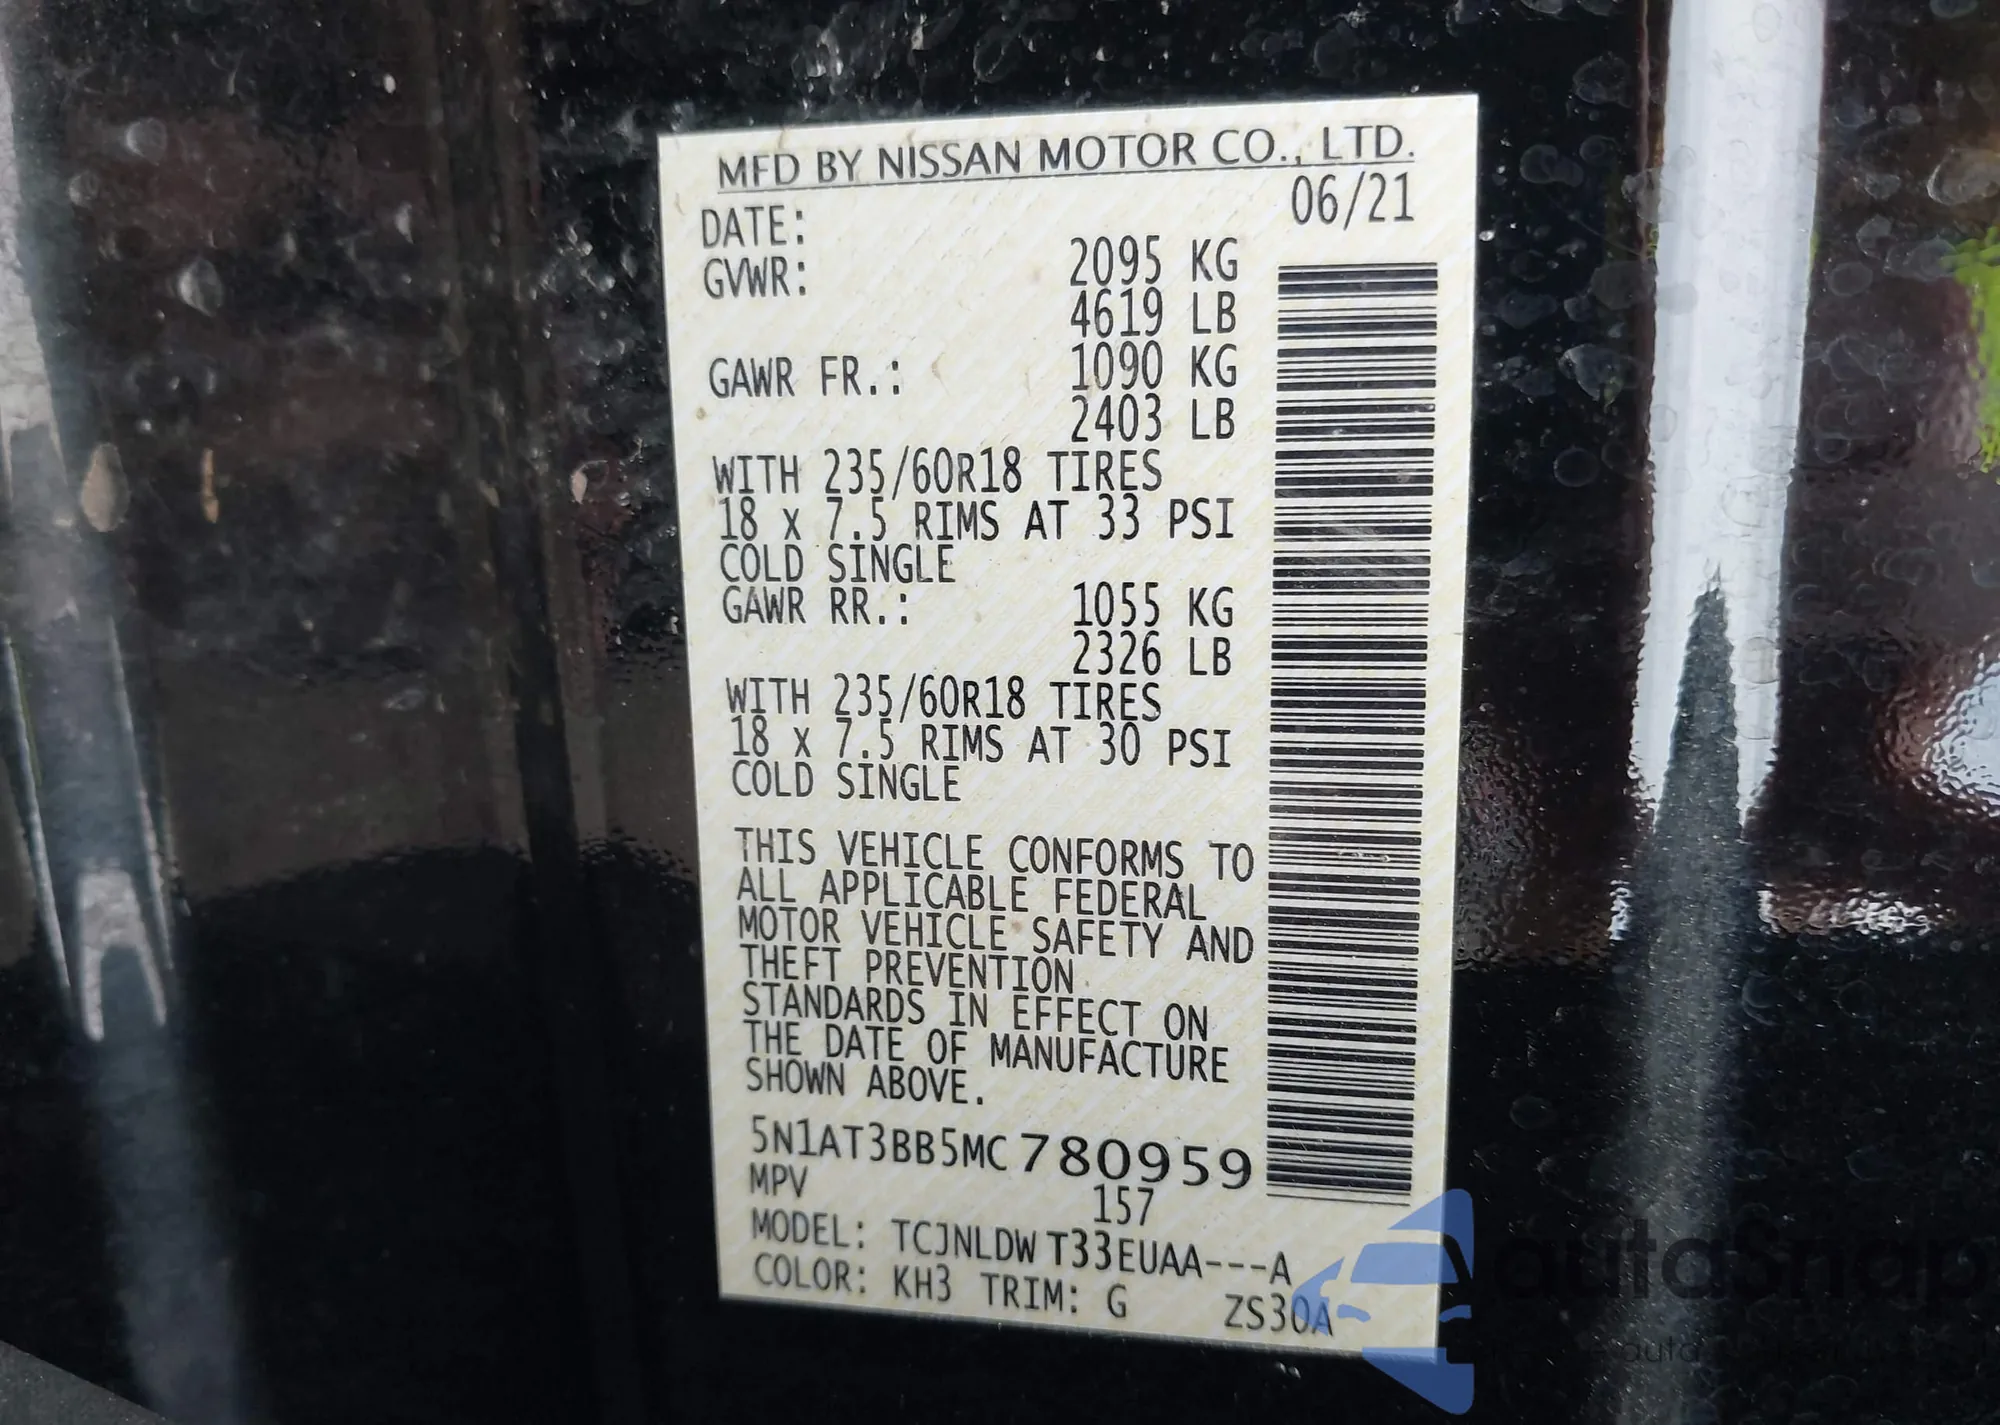 MFD BY NISSAN MOTOR CO., LTD.
DATE: 06/21
GVWR: 2095 KG
4619 LB
GAWR FR.: 1090 KG
2403 LB
WITH 235/60R18 TIRES
18 x 7.5 RIMS AT 33 PSI
COLD SINGLE
GAWR RR.: 1055 KG
2326 LB
WITH 235/60R18 TIRES
18 x 7.5 RIMS AT 30 PSI
COLD SINGLE
THIS VEHICLE CONFORMS TO
ALL APPLICABLE FEDERAL
MOTOR VEHICLE SAFETY AND
THEFT PREVENTION
STANDARDS IN EFFECT ON
THE DATE OF MANUFACTURE
SHOWN ABOVE.
5N1AT3BB5MC780959
MPV 157
MODEL: TCJNLDW T33EUAA---A
COLOR: KH3 TRIM: G ZS30A
autosnap
auto